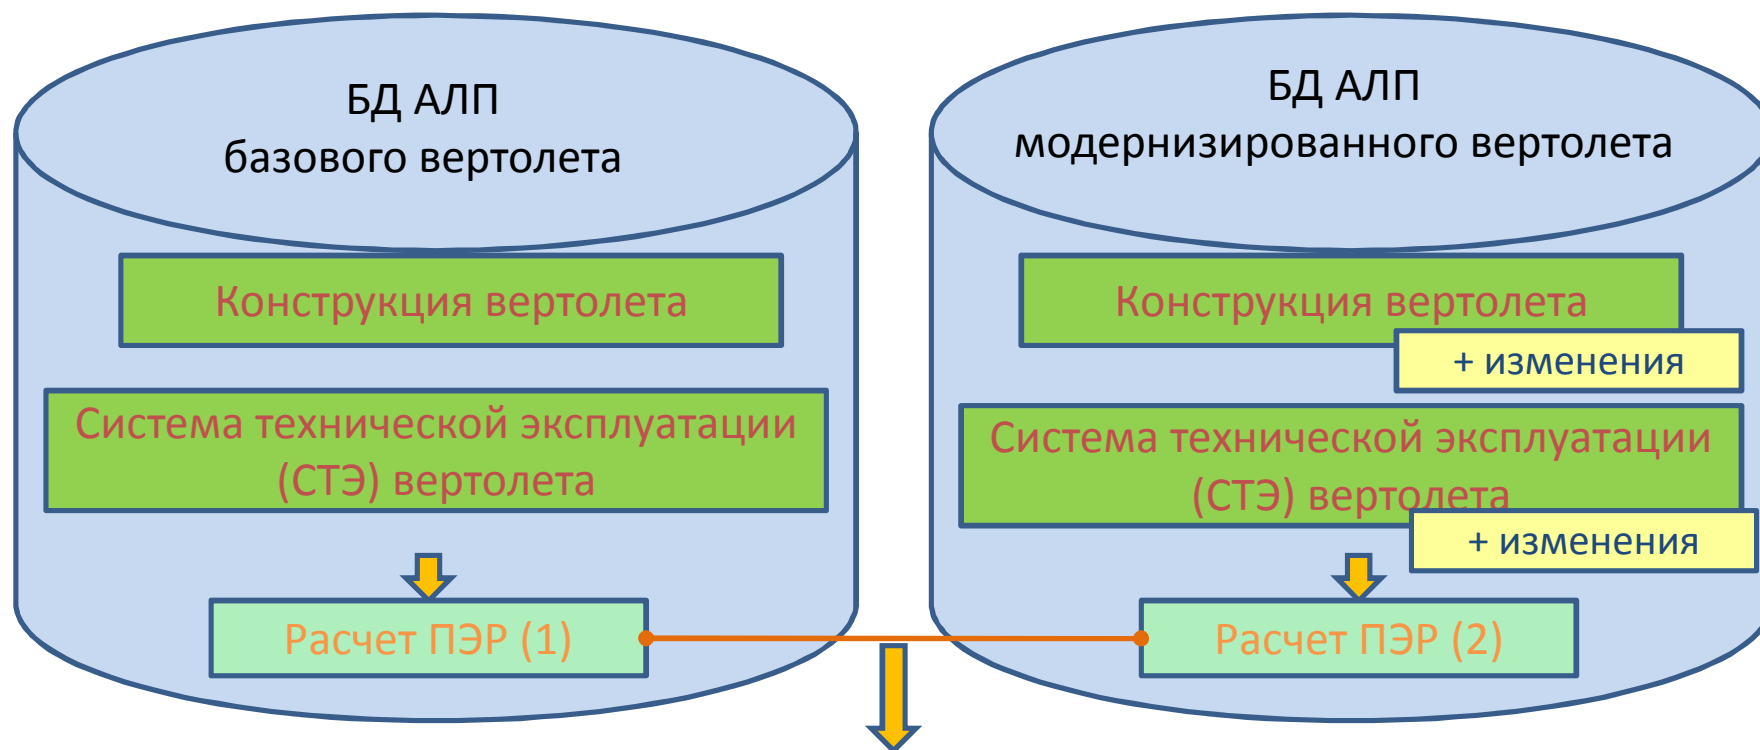 БД АЛП
базового вертолета
Конструкция вертолета
Система технической эксплуатации
(СТЭ) вертолета
Расчет ПЭР (1)
БД АЛП
модернизированного вертолета
Конструкция вертолета
+ изменения
Система технической эксплуатации
(СТЭ) вертолета
+ изменения
Расчет ПЭР (2)